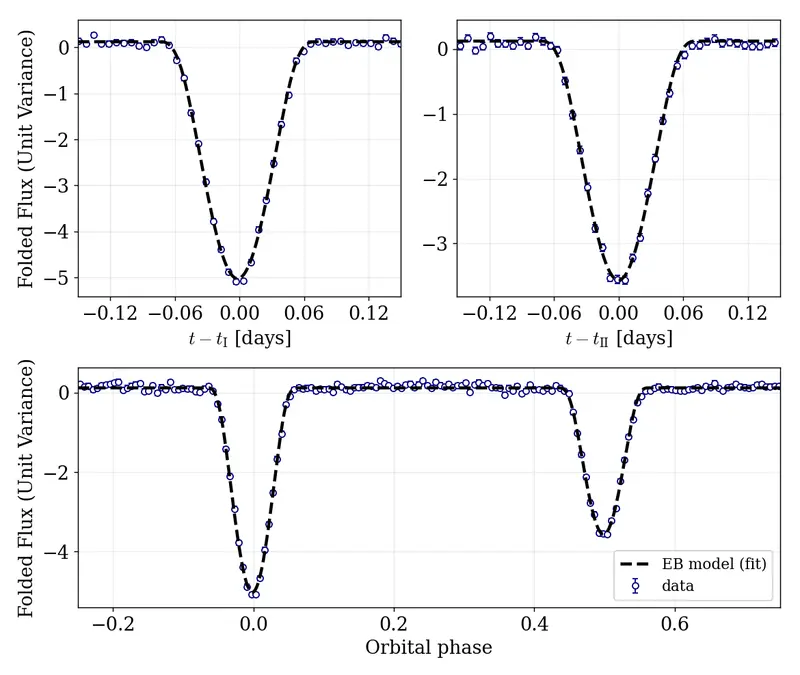 Folded Flux (Unit Variance)
0
−1
−2
−3
−4
−5
−0.12 −0.06 0.00 0.06 0.12
t − tI [days]
0
−1
−2
−3
−0.12 −0.06 0.00 0.06 0.12
t − tII [days]
Folded Flux (Unit Variance)
0
−2
−4
−0.2 0.0 0.2 0.4 0.6
Orbital phase
EB model (fit)
data